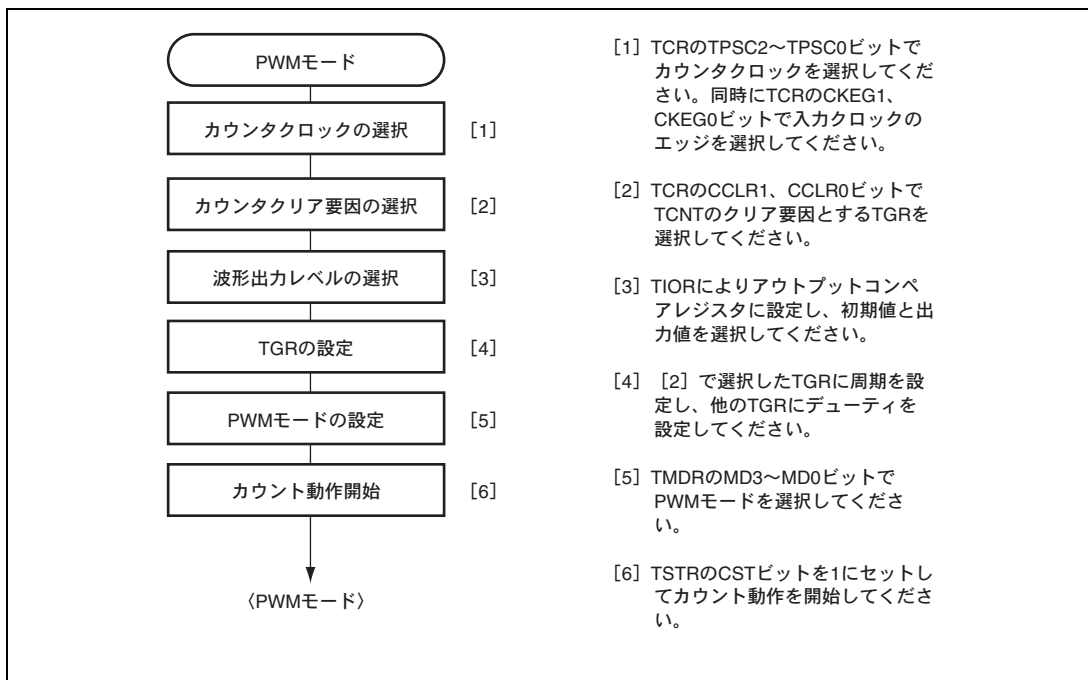 PWMモード
カウンタクロックの選択 [1]
カウンタクリア要因の選択 [2]
波形出力レベルの選択 [3]
TGRの設定 [4]
PWMモードの設定 [5]
カウント動作開始 [6]
〈PWMモード〉
[1] TCRのTPSC2～TPSC0ビットで
カウンタクロックを選択してくだ
さい。同時にTCRのCKEG1、
CKEG0ビットで入力クロックの
エッジを選択してください。
[2] TCRのCCLR1、CCLR0ビットで
TCNTのクリア要因とするTGRを
選択してください。
[3] TIORによりアウトプットコンペ
アレジスタに設定し、初期値と出
力値を選択してください。
[4] [2]で選択したTGRに周期を設
定し、他のTGRにデューティを
設定してください。
[5] TMDRのMD3～MD0ビットで
PWMモードを選択してくださ
い。
[6] TSTRのCSTビットを1にセットし
てカウント動作を開始してくださ
い。